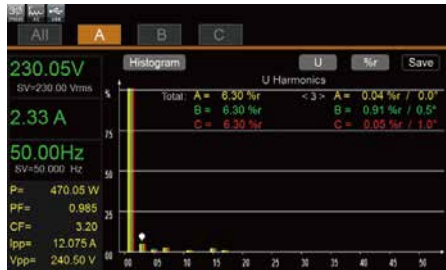 All A B C
230.05V
SV=230.00 Vrms
2.33 A
50.00Hz
SV=50.000 Hz
P= 470.05 W
PF= 0.985
CF= 3.20
Ipp= 12.075 A
Vpp= 240.50 V
Histogram U %r Save
U Harmonics
Total: A = 6.30 %r <3> A = 0.04 %r / 0.0°
B = 6.30 %r B = 0.91 %r / 0.5°
C = 6.30 %r C = 0.05 %r / 1.0°
%
75
50
25
00
00 05 10 15 20 25 30 35 40 45 50